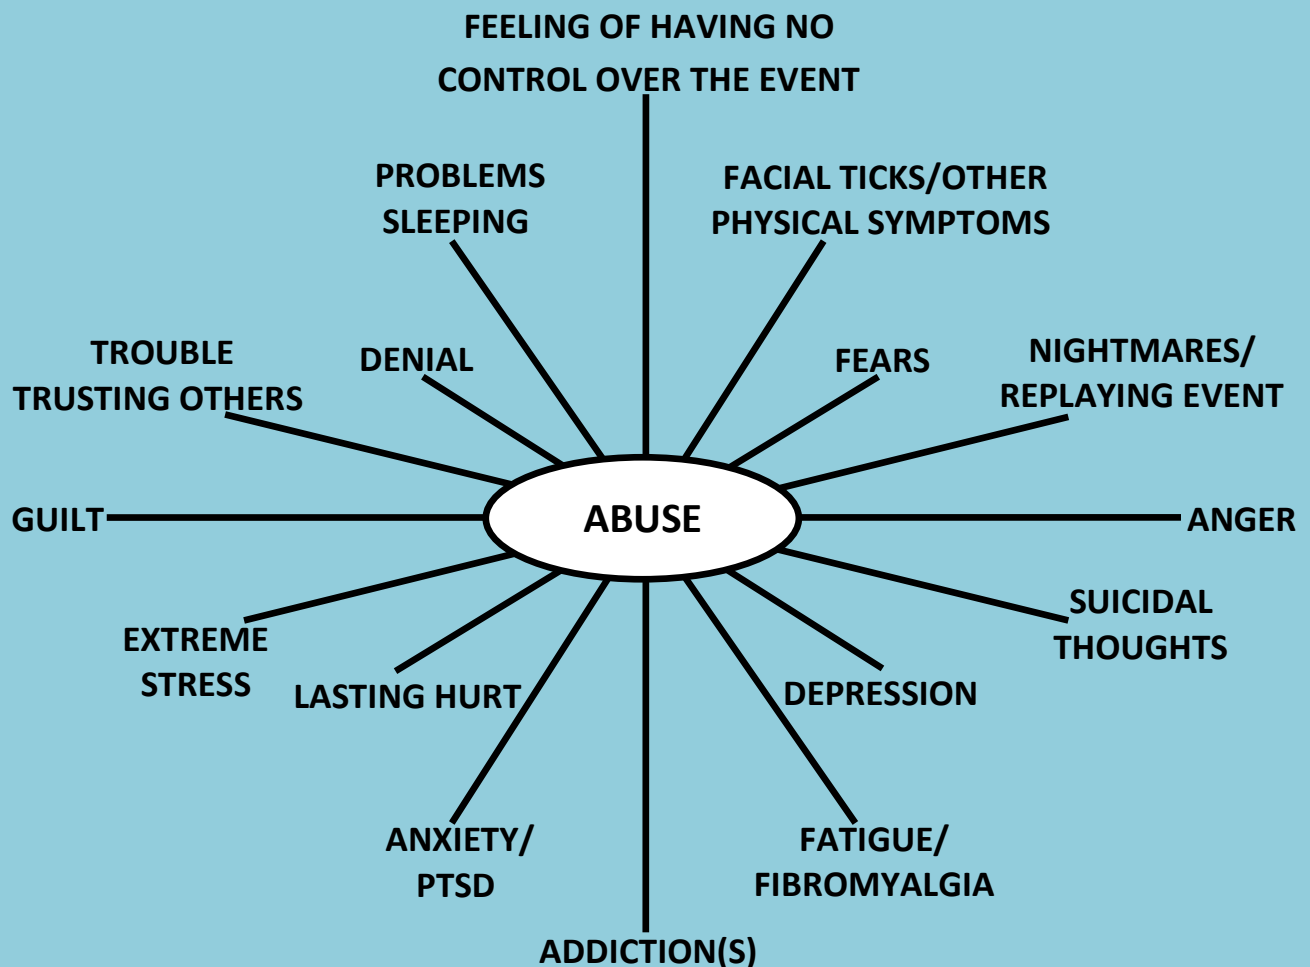 FEELING OF HAVING NO
CONTROL OVER THE EVENT
PROBLEMS
SLEEPING
FACIAL TICKS/OTHER
PHYSICAL SYMPTOMS
TROUBLE
TRUSTING OTHERS
DENIAL
FEARS
NIGHTMARES/
REPLAYING EVENT
GUILT
ABUSE
ANGER
EXTREME
STRESS
LASTING HURT
DEPRESSION
SUICIDAL
THOUGHTS
ANXIETY/
PTSD
FATIGUE/
FIBROMYALGIA
ADDICTION(S)